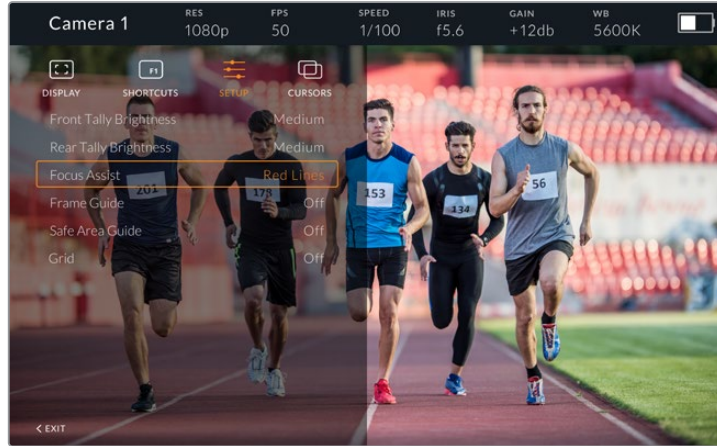 Camera 1
RES FPS SPEED IRIS GAIN WB
1080p 50 1/100 f5.6 +12db 5600K
F1
DISPLAY SHORTCUTS SETUP CURSORS
Front Tally Brightness Medium
Rear Tally Brightness Medium
Focus Assist Red Lines
Frame Guide Off
Safe Area Guide Off
Grid Off
201
178
153
134
56
< EXIT